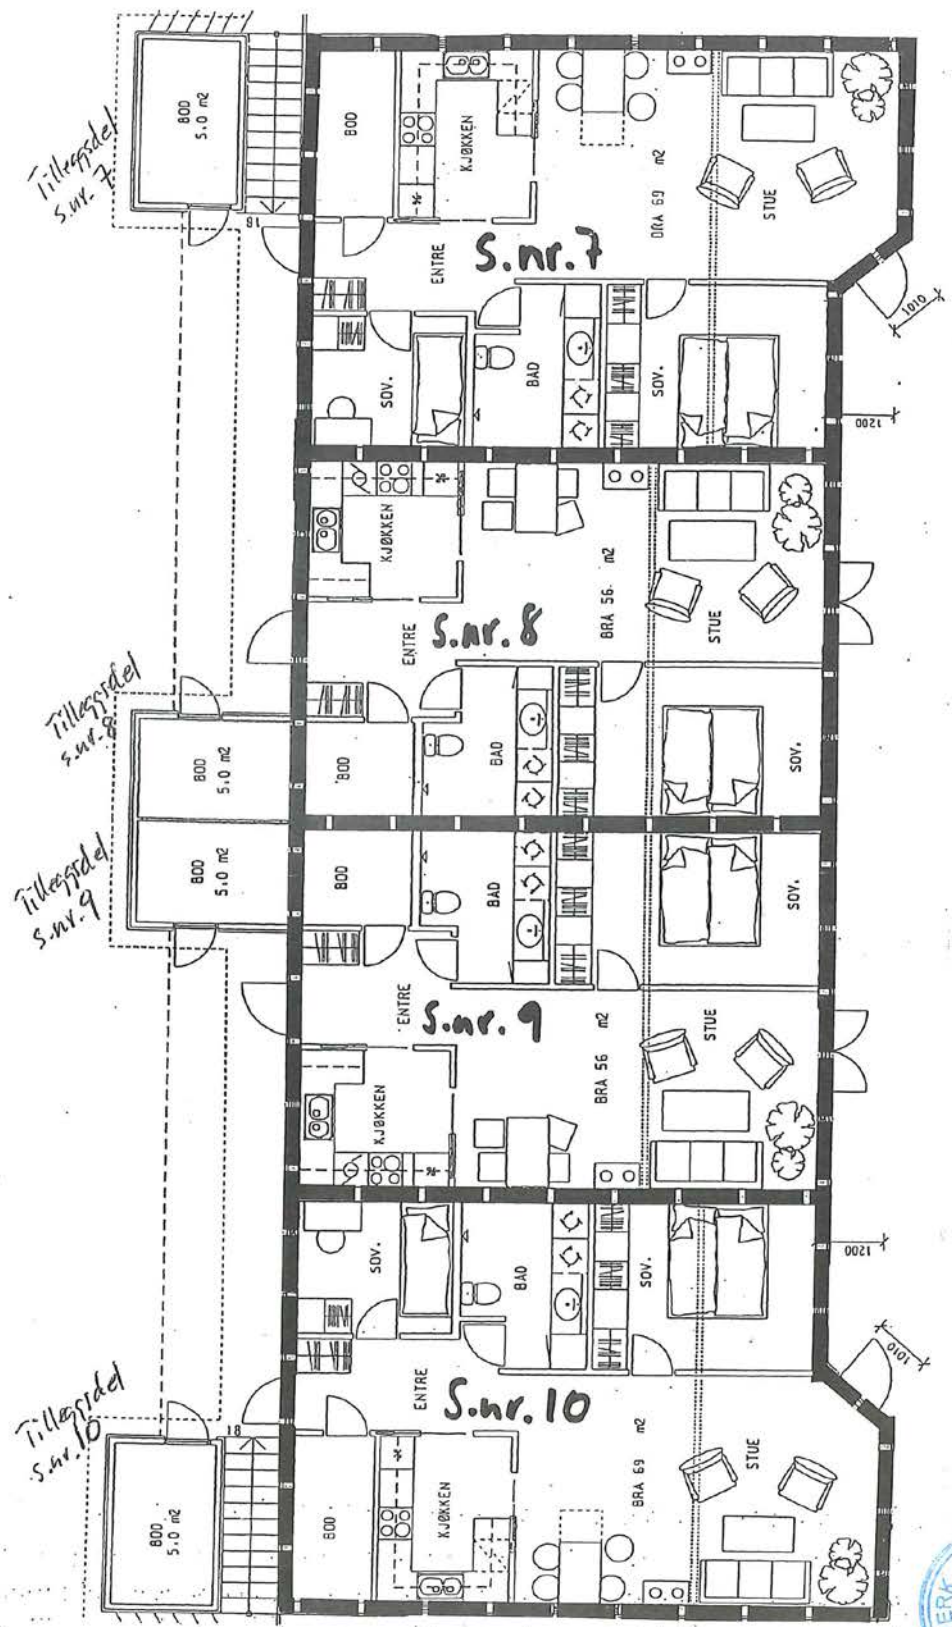 Tilleggsdel
s.nr. 7
BOD
5.0 m2
18
BOD
KJØKKEN
ENTRE
S.nr. 7
BRA 69 m2
STUE
SOV.
BAD
SOV.
1010
1200
KJØKKEN
ENTRE
S.nr. 8
BRA 56 m2
STUE
Tilleggsdel
s.nr. 8
BOD
5.0 m2
BOD
BAD
SOV.
Tilleggsdel
s.nr. 9
BOD
5.0 m2
BOD
BAD
SOV.
ENTRE
S.nr. 9
BRA 56 m2
STUE
KJØKKEN
SOV.
BAD
SOV.
1200
1010
Tilleggsdel
s.nr. 10
ENTRE
S.nr. 10
BRA 69 m2
STUE
18
BOD
5.0 m2
BOD
KJØKKEN
ERK